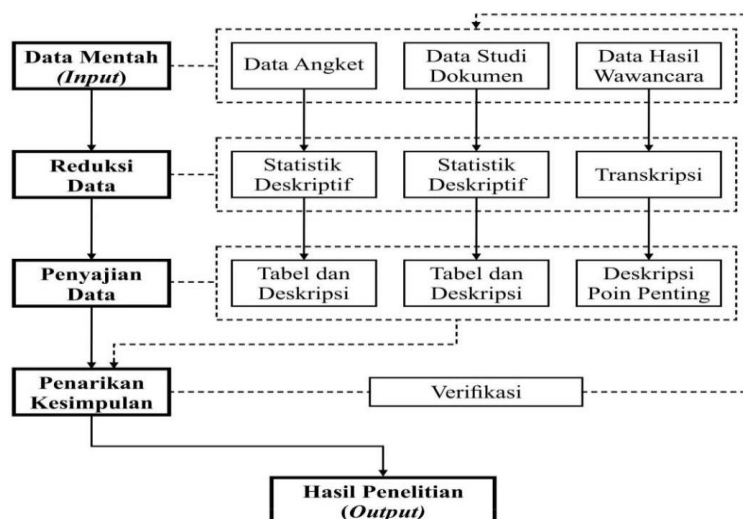 Data Mentah
(Input)
Data Angket
Data Studi
Dokumen
Data Hasil
Wawancara
Reduksi
Data
Statistik
Deskriptif
Statistik
Deskriptif
Transkripsi
Penyajian
Data
Tabel dan
Deskripsi
Tabel dan
Deskripsi
Deskripsi
Poin Penting
Penarikan
Kesimpulan
Verifikasi
Hasil Penelitian
(Output)